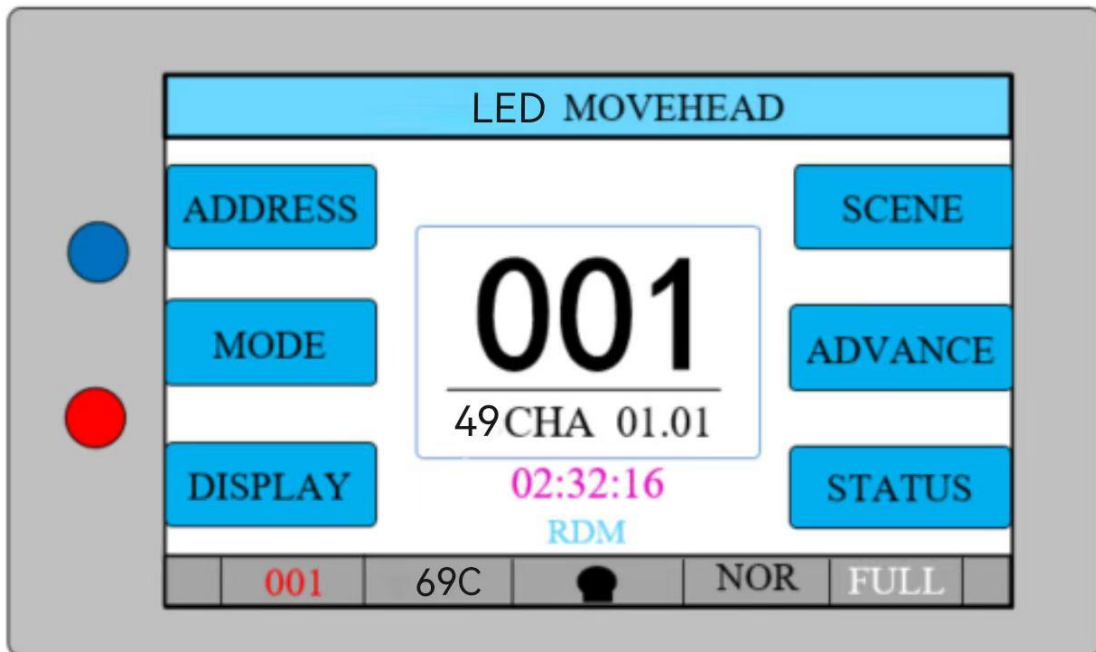 LED MOVEHEAD
ADDRESS
SCENE
001
MODE
ADVANCE
49CHA 01.01
DISPLAY
02:32:16
STATUS
RDM
001 69C NOR FULL